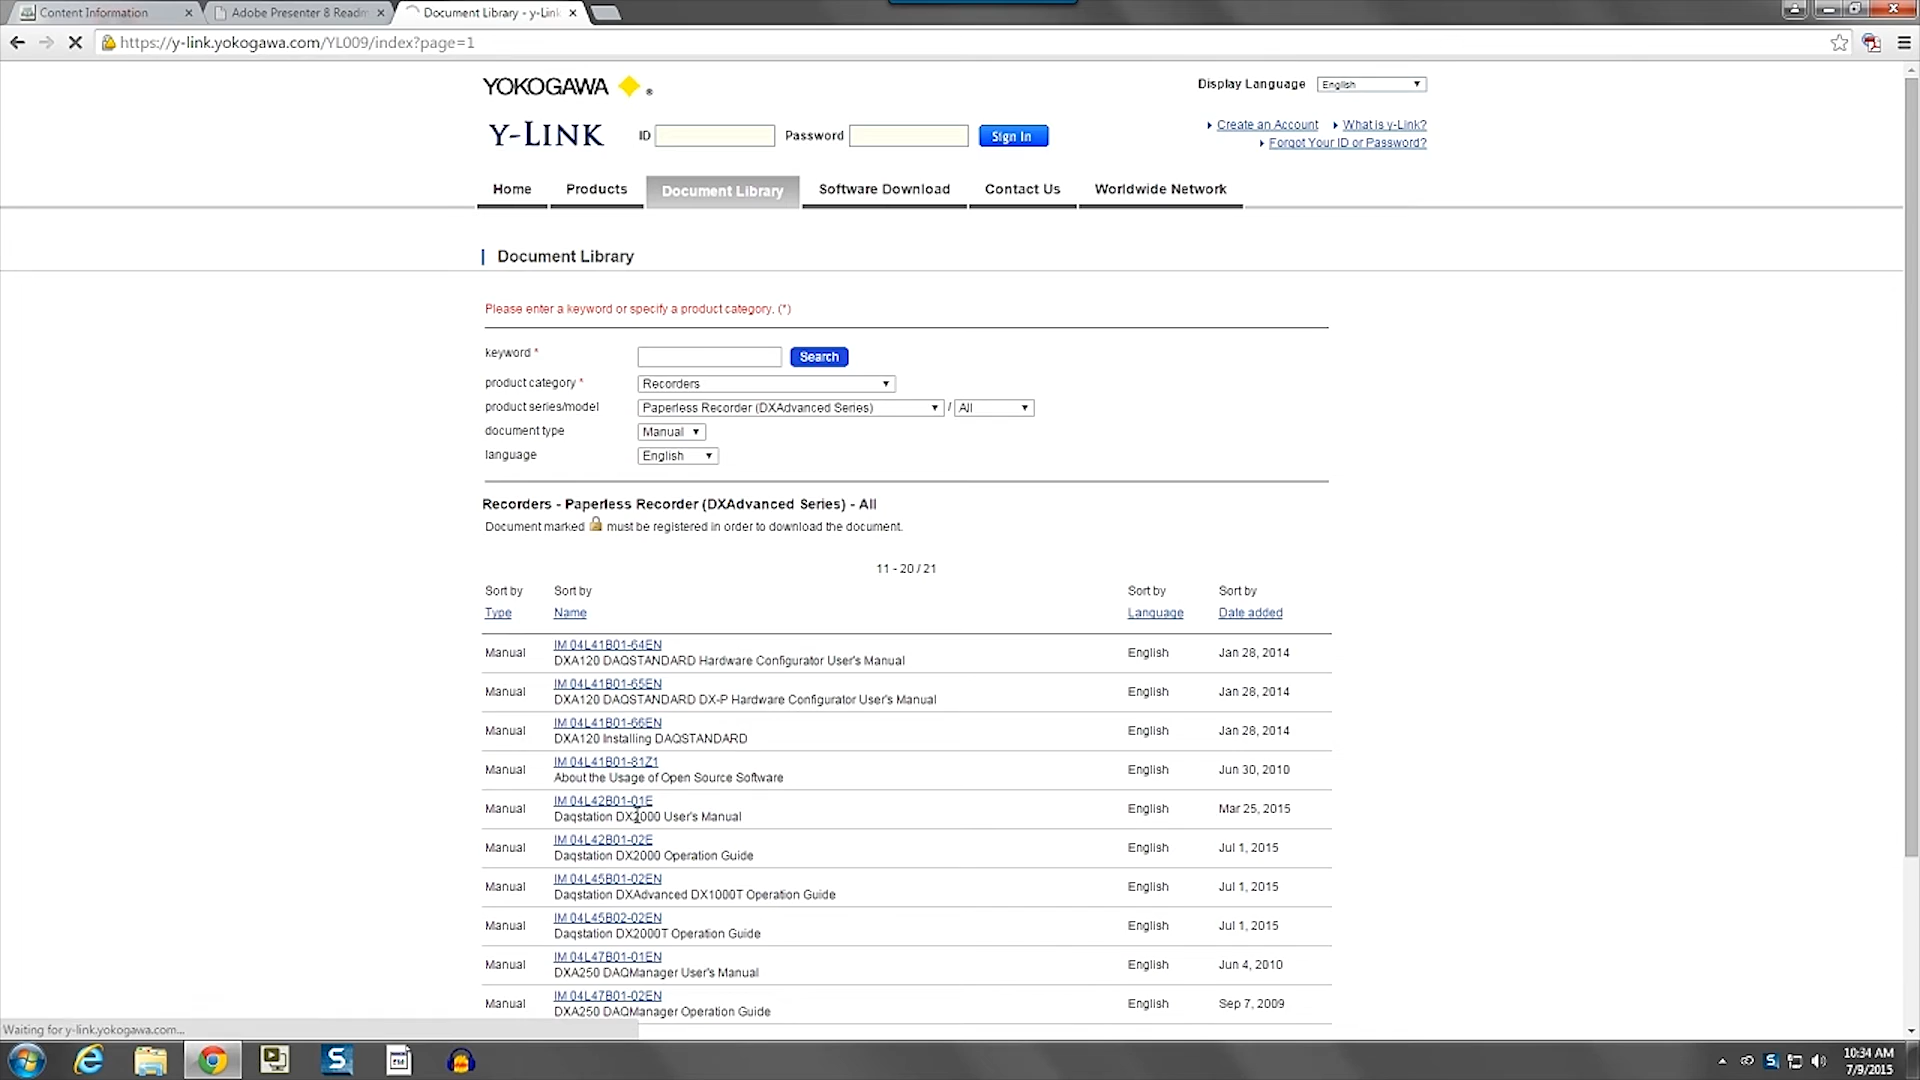 Content Information
Adobe Presenter 8 Readm
Document Library - y-Link
https://y-link.yokogawa.com/YL009/index?page=1
YOKOGAWA ®
Display Language English
Y-LINK ID Password Sign In
Create an Account What is y-Link?
Forgot Your ID or Password?
Home Products Document Library Software Download Contact Us Worldwide Network
Document Library
Please enter a keyword or specify a product category. (*)
keyword * Search
product category * Recorders
product series/model Paperless Recorder (DXAdvanced Series) / All
document type Manual
language English
Recorders - Paperless Recorder (DXAdvanced Series) - All
Document marked must be registered in order to download the document.
11 - 20 / 21
Sort by Sort by Sort by Sort by
Type Name Language Date added
IM 04L41B01-64EN
Manual English Jan 28, 2014
DXA120 DAQSTANDARD Hardware Configurator User's Manual
IM 04L41B01-65EN
Manual English Jan 28, 2014
DXA120 DAQSTANDARD DX-P Hardware Configurator User's Manual
IM 04L41B01-66EN
Manual English Jan 28, 2014
DXA120 Installing DAQSTANDARD
IM 04L41B01-81Z1
Manual English Jun 30, 2010
About the Usage of Open Source Software
IM 04L42B01-01E
Manual English Mar 25, 2015
Daqstation DX2000 User's Manual
IM 04L42B01-02E
Manual English Jul 1, 2015
Daqstation DX2000 Operation Guide
IM 04L45B01-02EN
Manual English Jul 1, 2015
Daqstation DXAdvanced DX1000T Operation Guide
IM 04L45B02-02EN
Manual English Jul 1, 2015
Daqstation DX2000T Operation Guide
IM 04L47B01-01EN
Manual English Jun 4, 2010
DXA250 DAQManager User's Manual
IM 04L47B01-02EN
Manual English Sep 7, 2009
DXA250 DAQManager Operation Guide
Waiting for y-link.yokogawa.com...
10:34 AM
7/9/2015